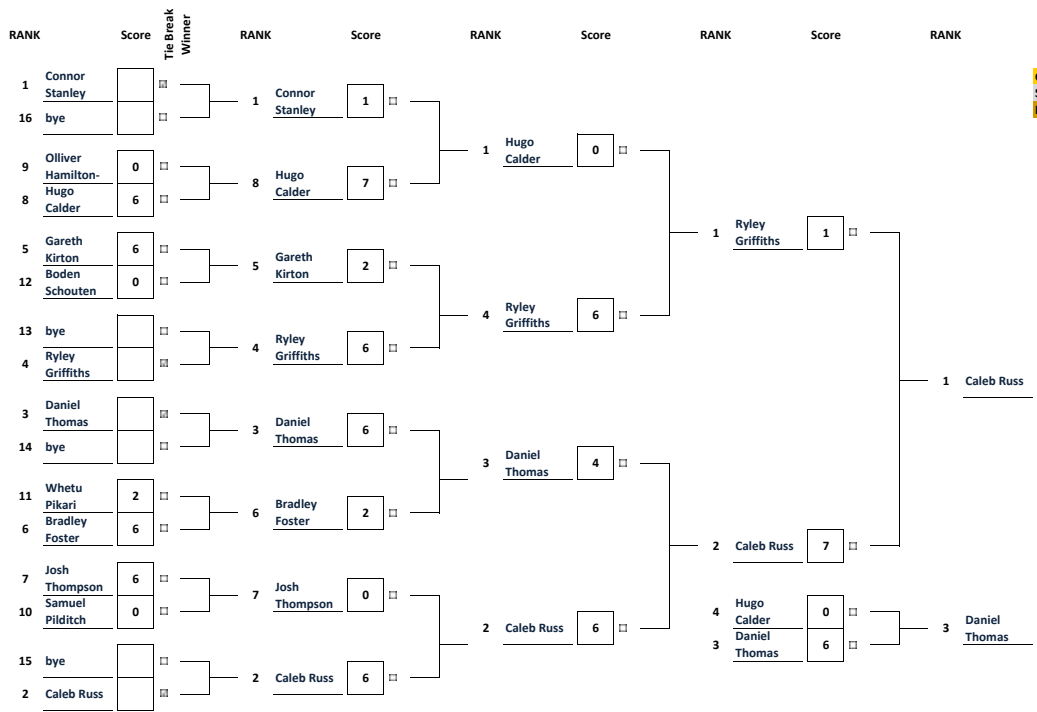 RANK Score Tie Break Winner RANK Score RANK Score RANK Score RANK
1 Connor Stanley
16 bye
9 Olliver Hamilton- 0
8 Hugo Calder 6
5 Gareth Kirton 6
12 Boden Schouten 0
13 bye
4 Ryley Griffiths
3 Daniel Thomas
14 bye
11 Whetu Pikari 2
6 Bradley Foster 6
7 Josh Thompson 6
10 Samuel Pilditch 0
15 bye
2 Caleb Russ
1 Connor Stanley 1
8 Hugo Calder 7
5 Gareth Kirton 2
4 Ryley Griffiths 6
3 Daniel Thomas 6
6 Bradley Foster 2
7 Josh Thompson 0
2 Caleb Russ 6
1 Hugo Calder 0
4 Ryley Griffiths 6
3 Daniel Thomas 4
2 Caleb Russ 6
1 Ryley Griffiths 1
2 Caleb Russ 7
4 Hugo Calder 0
3 Daniel Thomas 6
1 Caleb Russ
3 Daniel Thomas